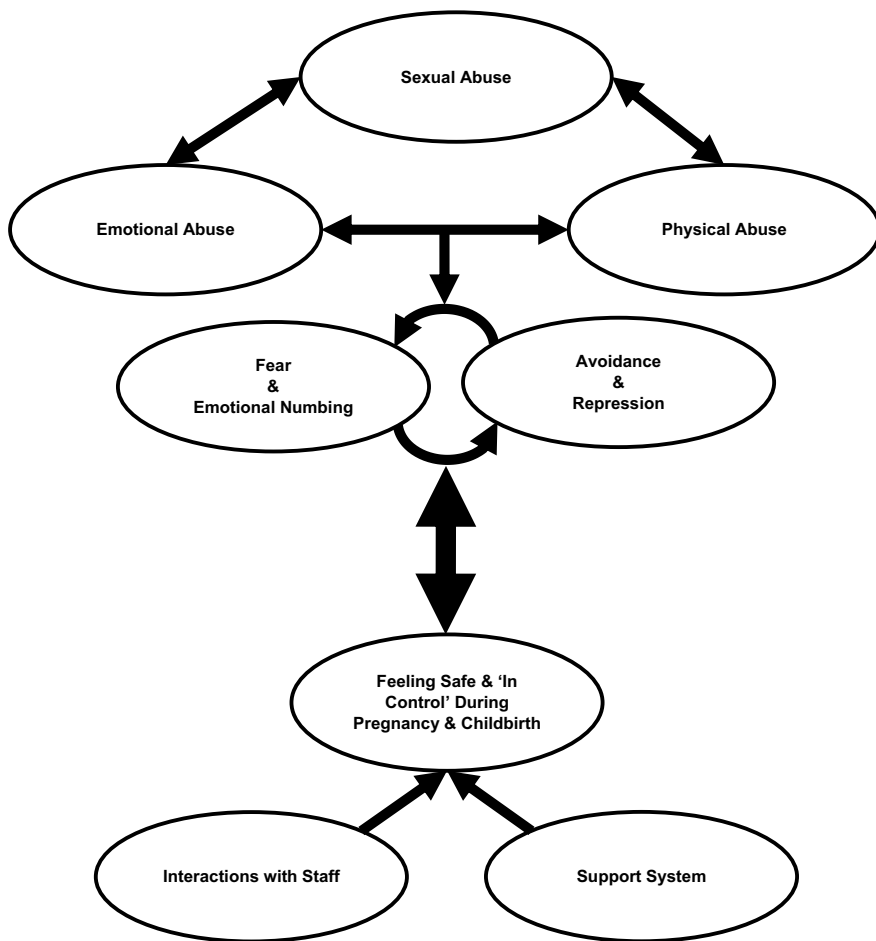 Sexual Abuse
Emotional Abuse
Physical Abuse
Fear
&
Emotional Numbing
Avoidance
&
Repression
Feeling Safe & ‘In
Control’ During
Pregnancy & Childbirth
Interactions with Staff
Support System